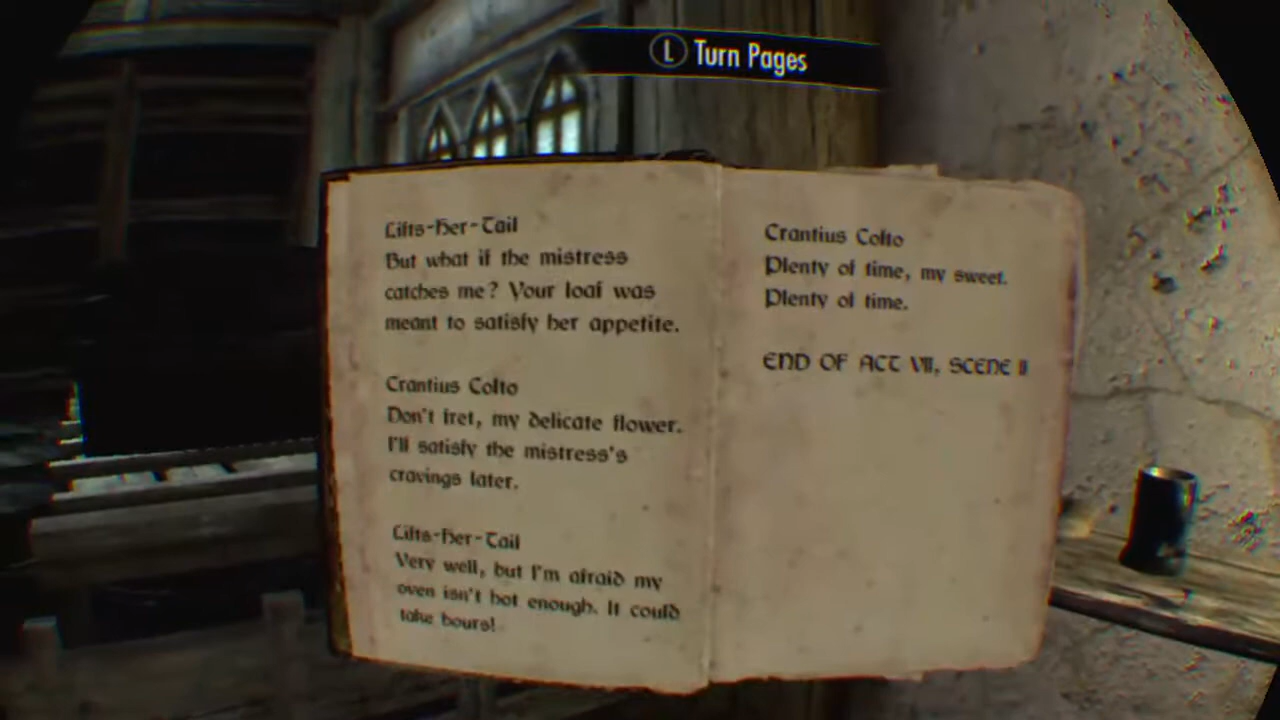 L Turn Pages
Lifts-Her-Tail
But what if the mistress
catches me? Your loaf was
meant to satisfy her appetite.
Crantius Colto
Don't fret, my delicate flower.
I'll satisfy the mistress's
cravings later.
Lifts-Her-Tail
Very well, but I'm afraid my
oven isn't hot enough. It could
take hours!
Crantius Colto
Plenty of time, my sweet.
Plenty of time.
END OF ACT VII, SCENE II